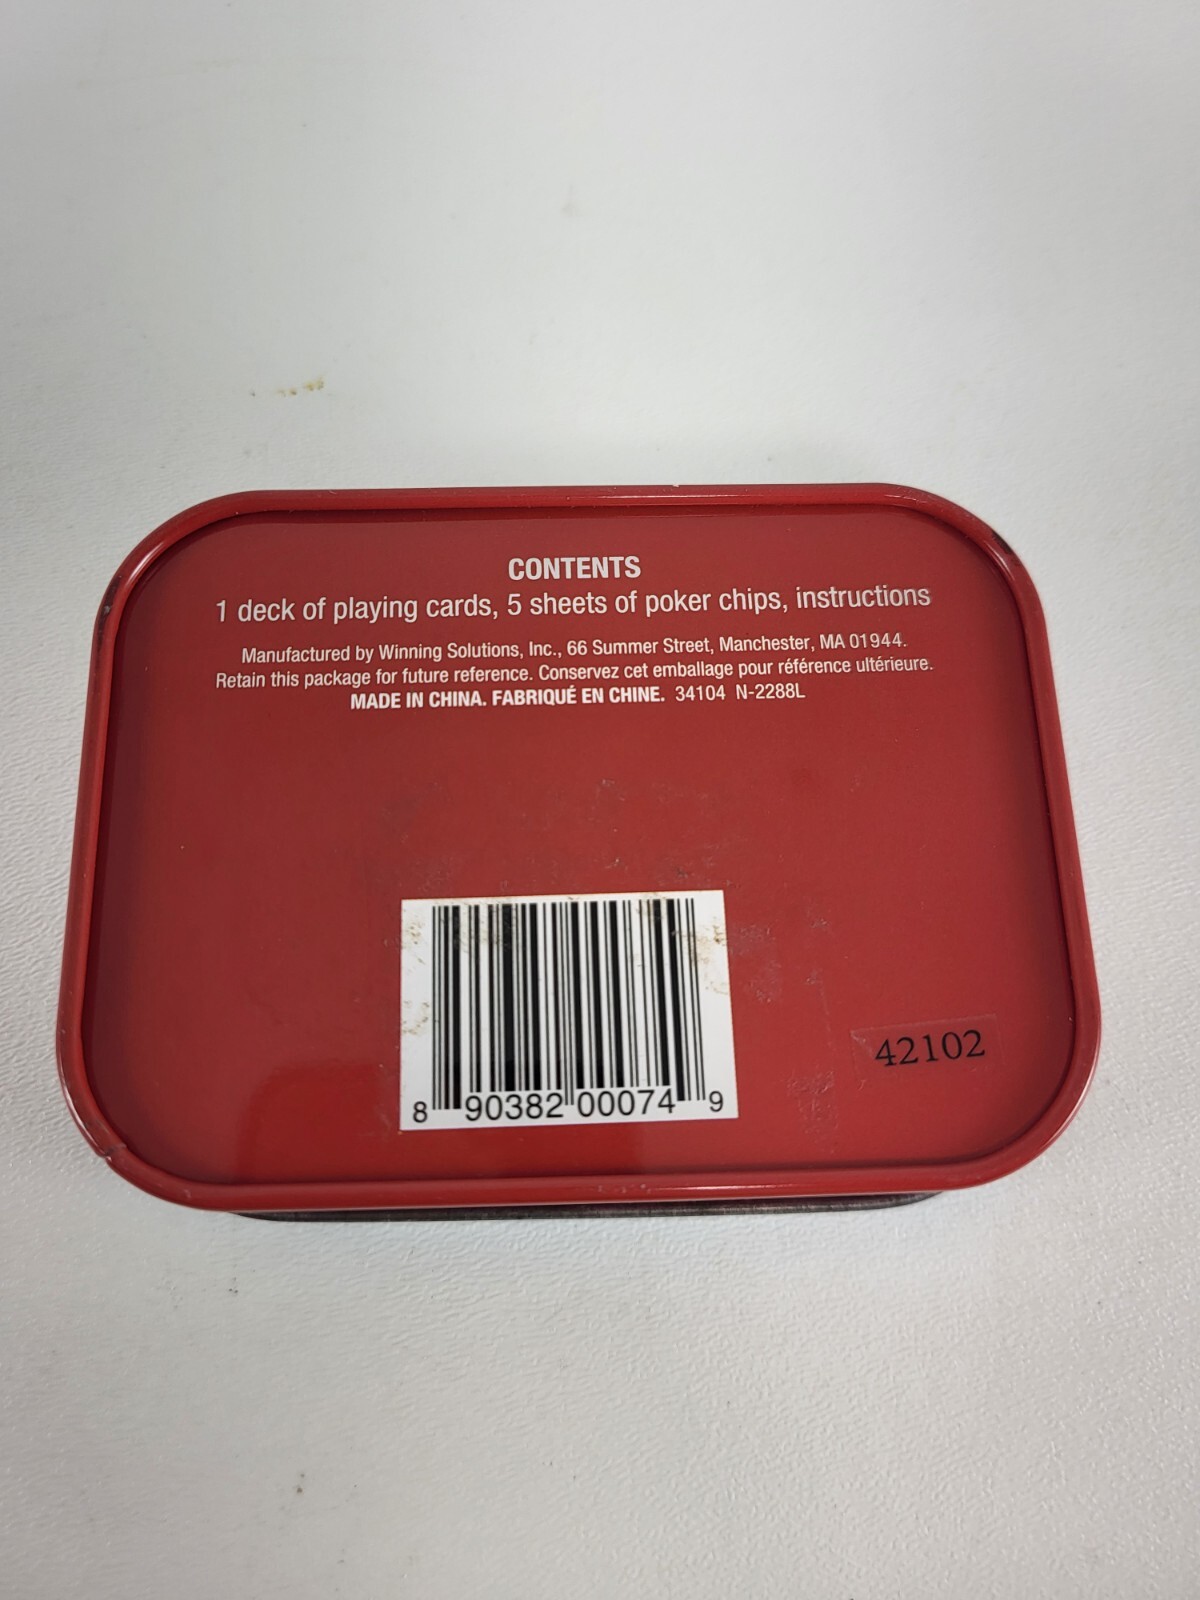 CONTENTS
1 deck of playing cards, 5 sheets of poker chips, instructions
Manufactured by Winning Solutions, Inc., 66 Summer Street, Manchester, MA 01944.
Retain this package for future reference. Conservez cet emballage pour référence ultérieure.
MADE IN CHINA. FABRIQUÉ EN CHINE. 34104 N-2288L
42102
8 90382 00074 9